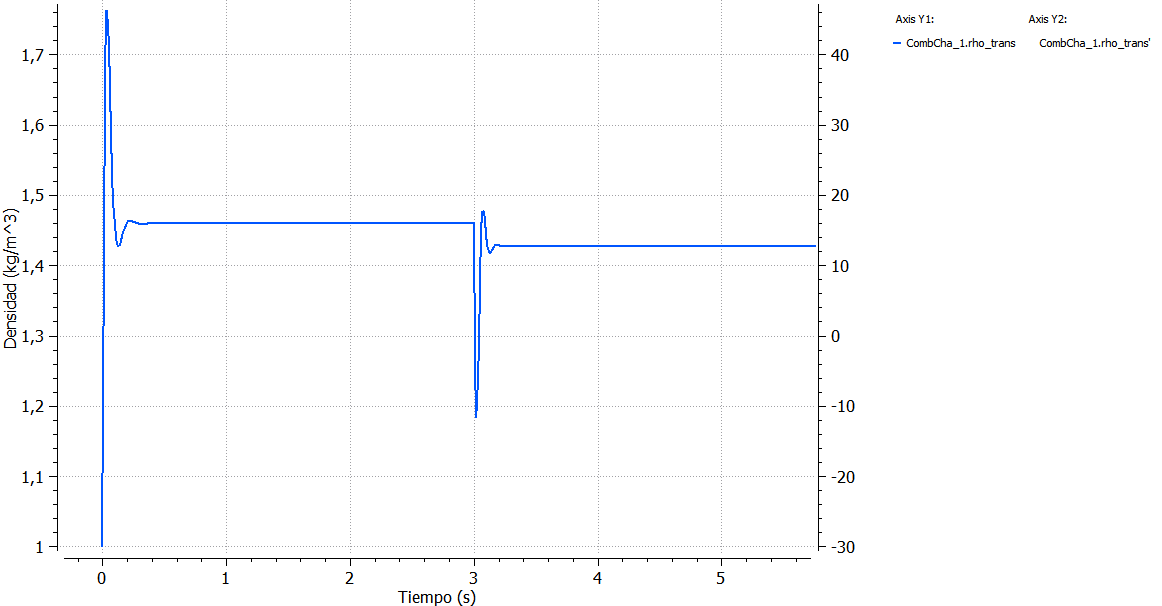 Axis Y1: Axis Y2:
CombCha_1.rho_trans CombCha_1.rho_trans'
1,7 40
1,6 30
1,5 20
1,4 10
1,3 0
1,2 -10
1,1 -20
1 -30
Densidad (kg/m^3)
0 1 2 3 4 5
Tiempo (s)